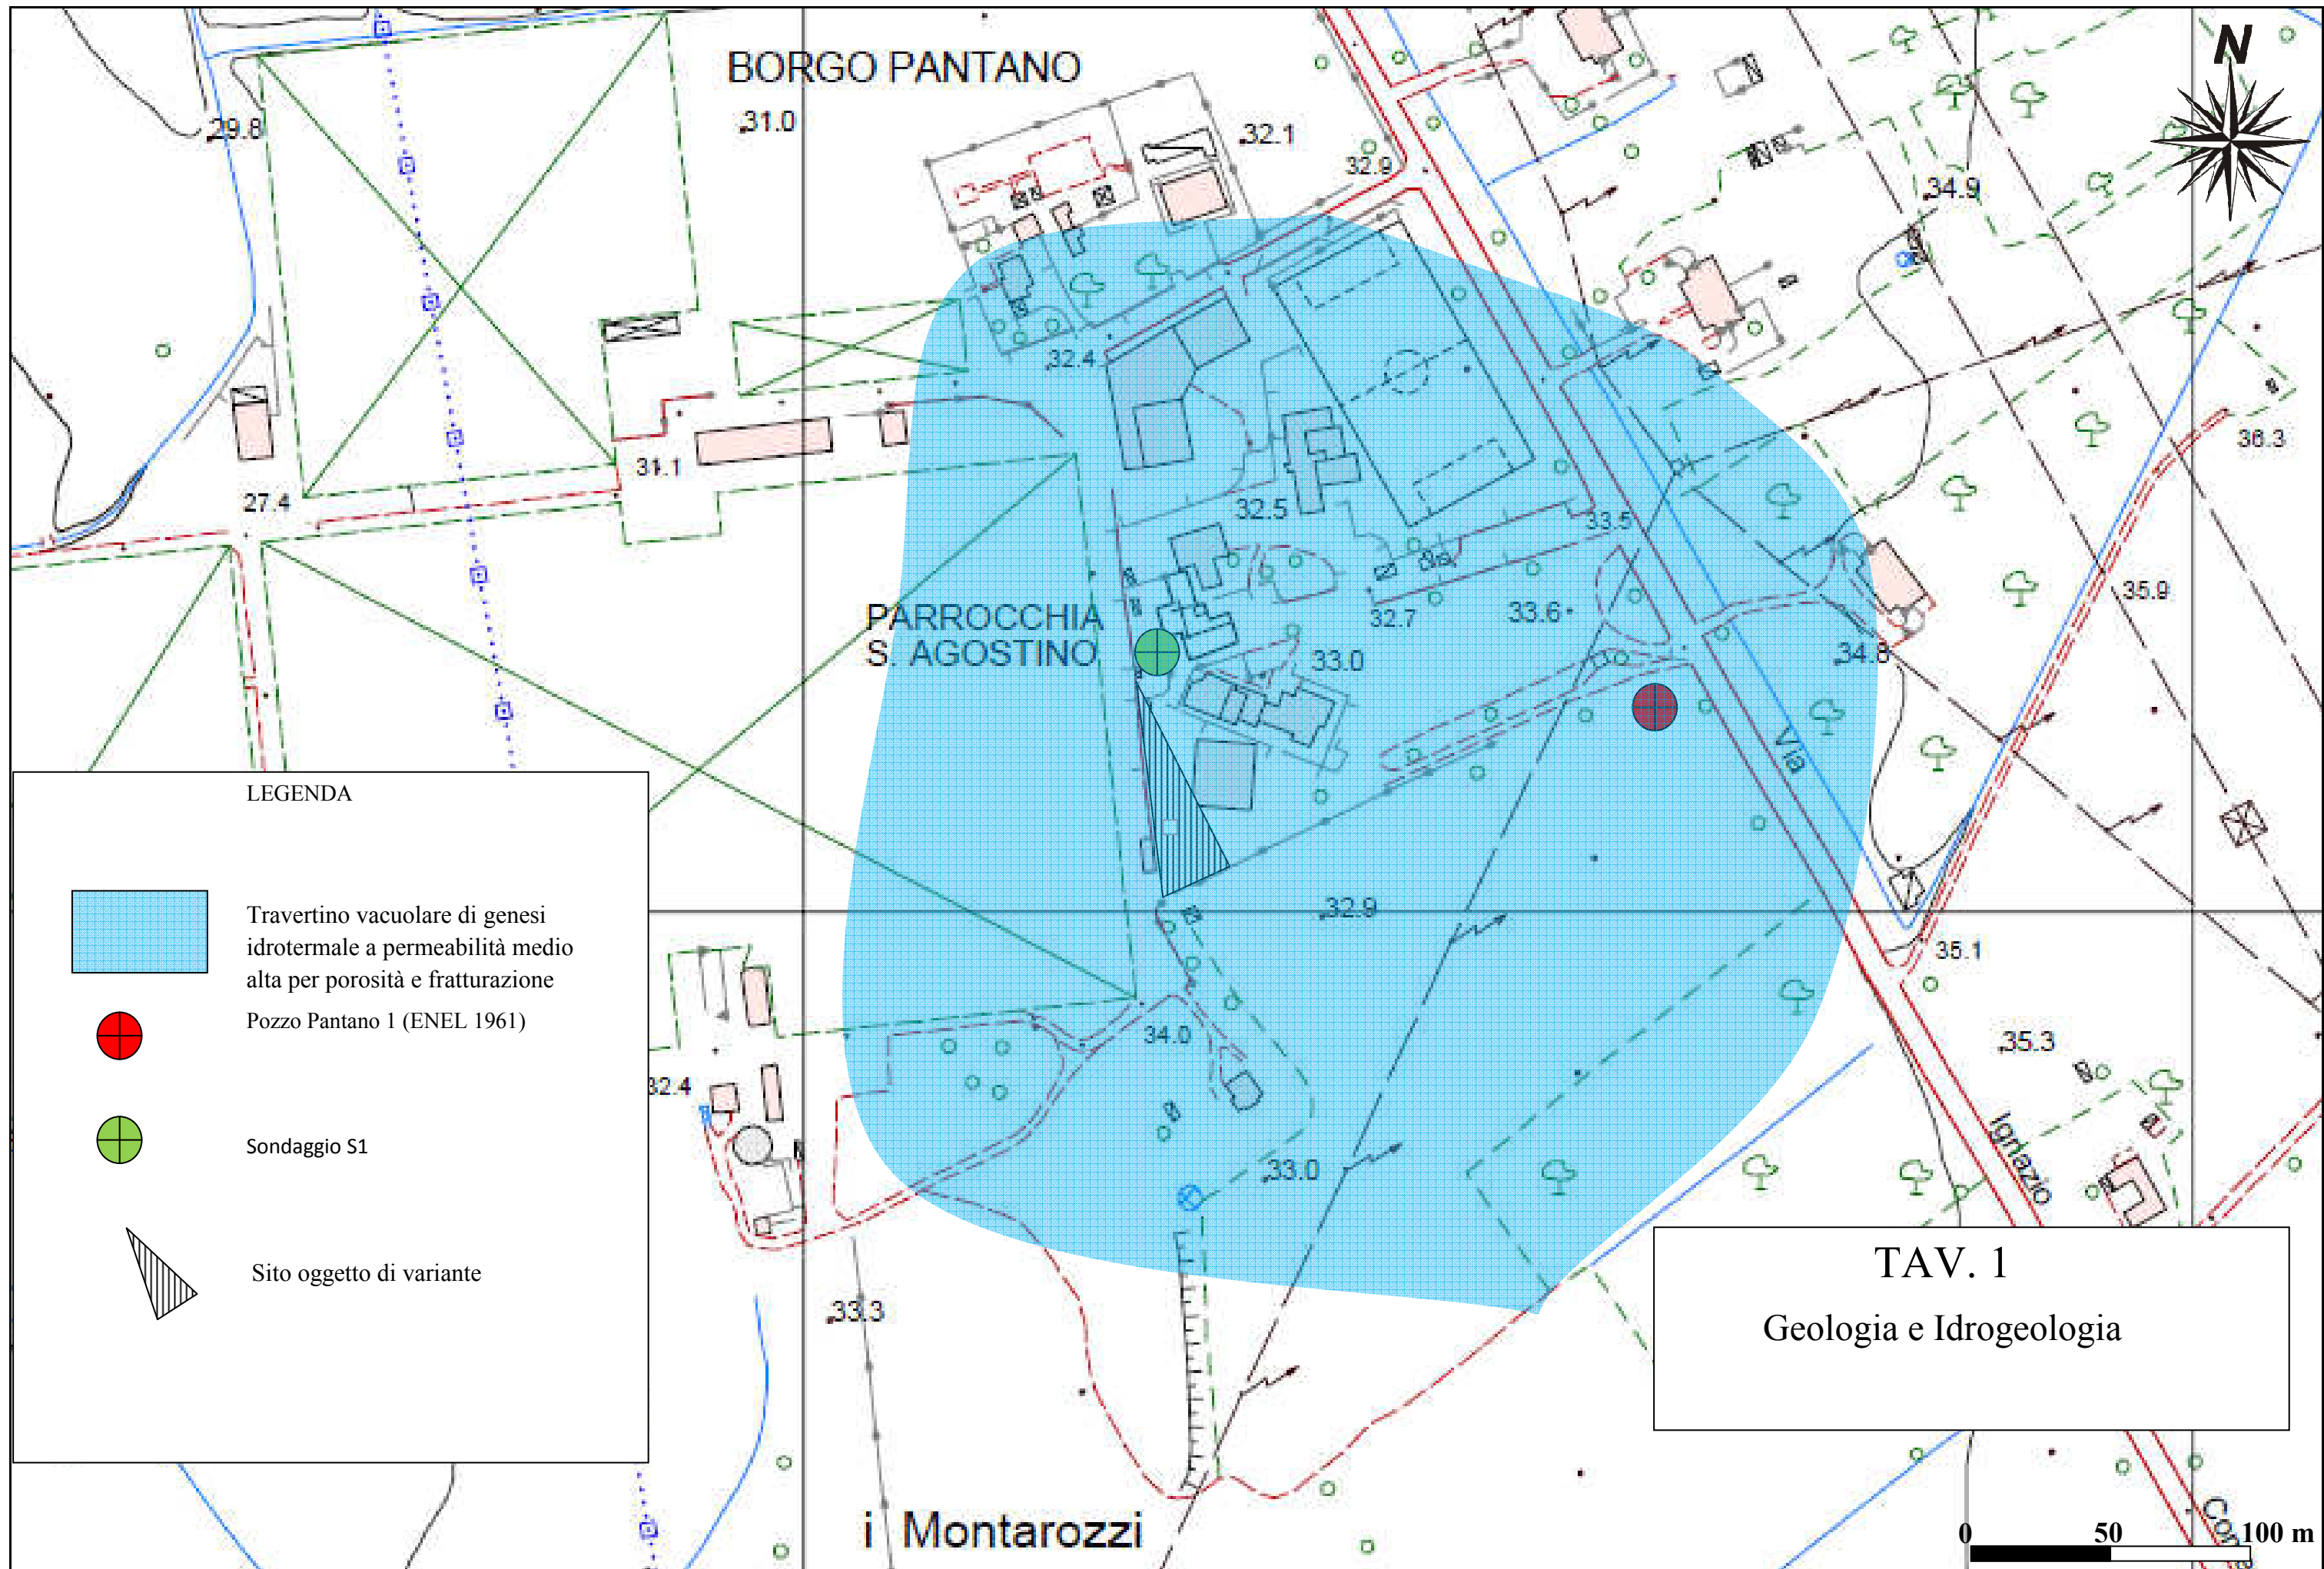 N
BORGO PANTANO
29.8
31.0
32.1
32.9
34.9
32.4
36.3
31.1
27.4
32.5
33.5
35.9
PARROCCHIA
S. AGOSTINO
32.7
33.6
33.0
34.8
Via
32.9
35.1
34.0
35.3
32.4
Ignazio
33.0
33.3
i Montarozzi
LEGENDA
Travertino vacuolare di genesi
idrotermale a permeabilità medio
alta per porosità e fratturazione
Pozzo Pantano 1 (ENEL 1961)
Sondaggio S1
Sito oggetto di variante
TAV. 1
Geologia e Idrogeologia
0 50 100 m